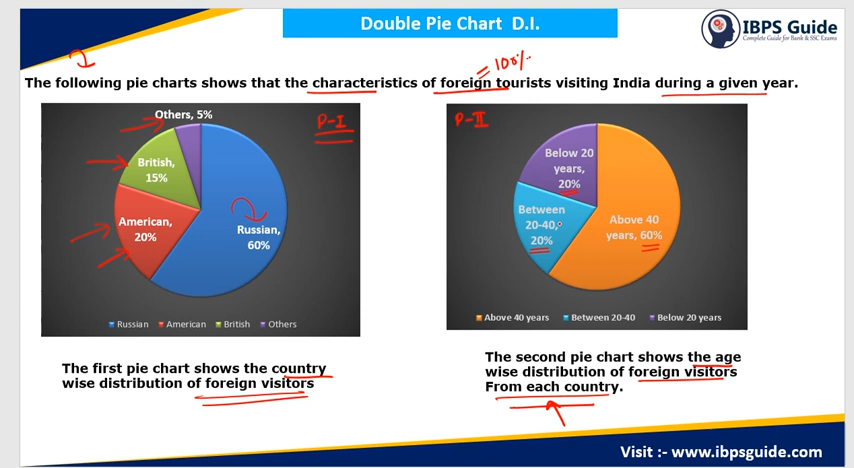 Double Pie Chart D.I.
IBPS Guide
Complete Guide for Bank & SSC Exams
= 100%
The following pie charts shows that the characteristics of foreign tourists visiting India during a given year.
Others, 5%
P-I
British,
15%
American,
20%
Russian,
60%
Russian American British Others
P-II
Below 20
years,
20%
Between
20-40,
20%
Above 40
years, 60%
Above 40 years Between 20-40 Below 20 years
The first pie chart shows the country
wise distribution of foreign visitors
The second pie chart shows the age
wise distribution of foreign visitors
From each country.
Visit :- www.ibpsguide.com